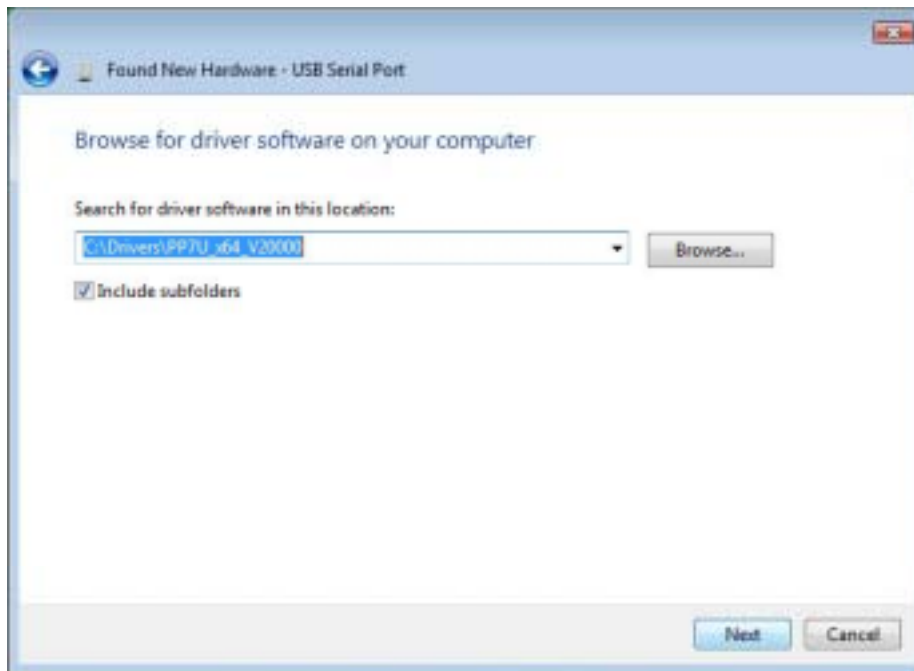 Found New Hardware - USB Serial Port
Browse for driver software on your computer
Search for driver software in this location:
C:\Drivers\PP7U_x64_V20000
Browse...
Include subfolders
Next
Cancel